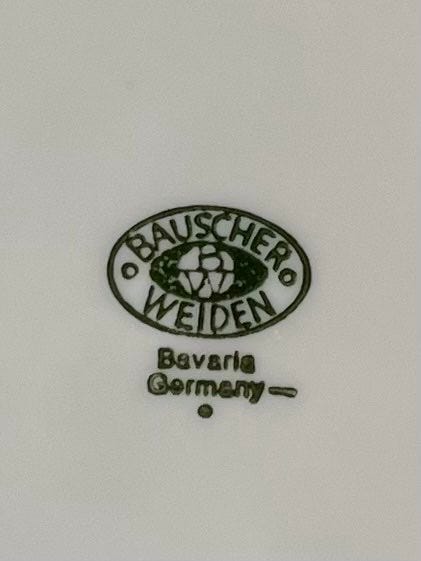 BAUSCHER
B
W
WEIDEN
Bavaria
Germany